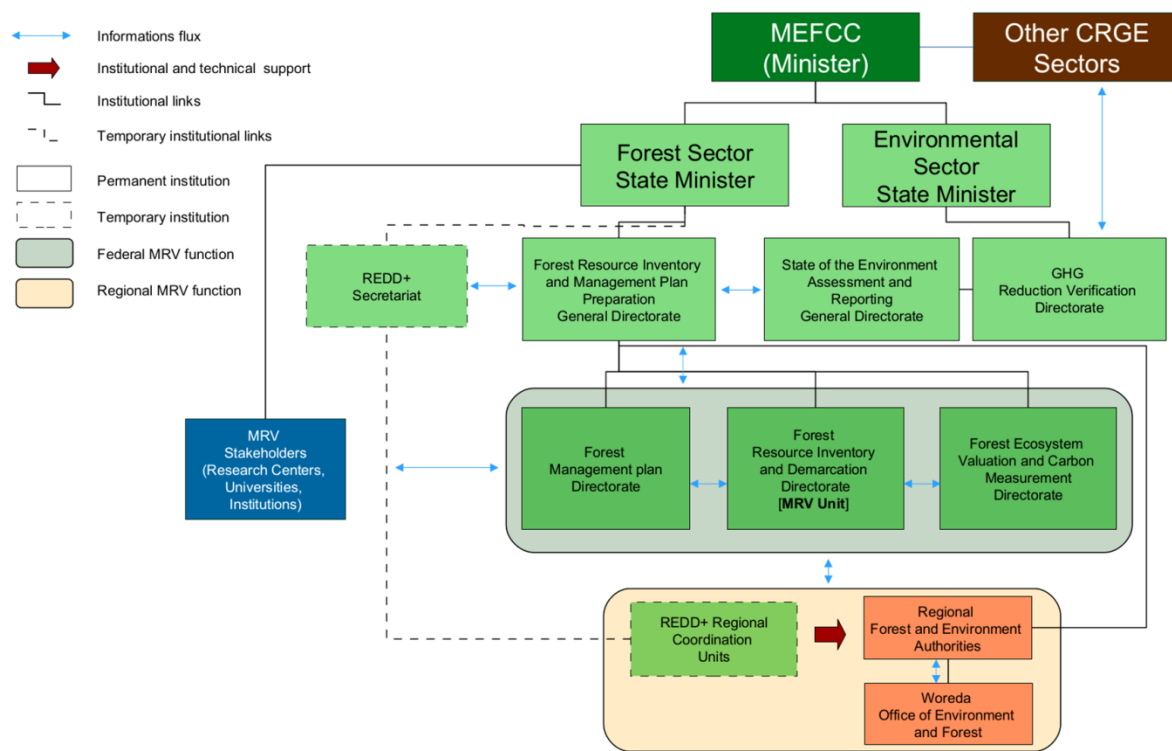 Informations flux
Institutional and technical support
Institutional links
Temporary institutional links
Permanent institution
Temporary institution
Federal MRV function
Regional MRV function
MEFCC
(Minister)
Other CRGE
Sectors
Forest Sector
State Minister
Environmental
Sector
State Minister
REDD+
Secretariat
Forest Resource Inventory
and Management Plan
Preparation
General Directorate
State of the Environment
Assessment and
Reporting
General Directorate
GHG
Reduction Verification
Directorate
MRV
Stakeholders
(Research Centers,
Universities,
Institutions)
Forest
Management plan
Directorate
Forest
Resource Inventory
and Demarcation
Directorate
[MRV Unit]
Forest Ecosystem
Valuation and Carbon
Measurement
Directorate
REDD+ Regional
Coordination
Units
Regional
Forest and Environment
Authorities
Woreda
Office of Environment
and Forest